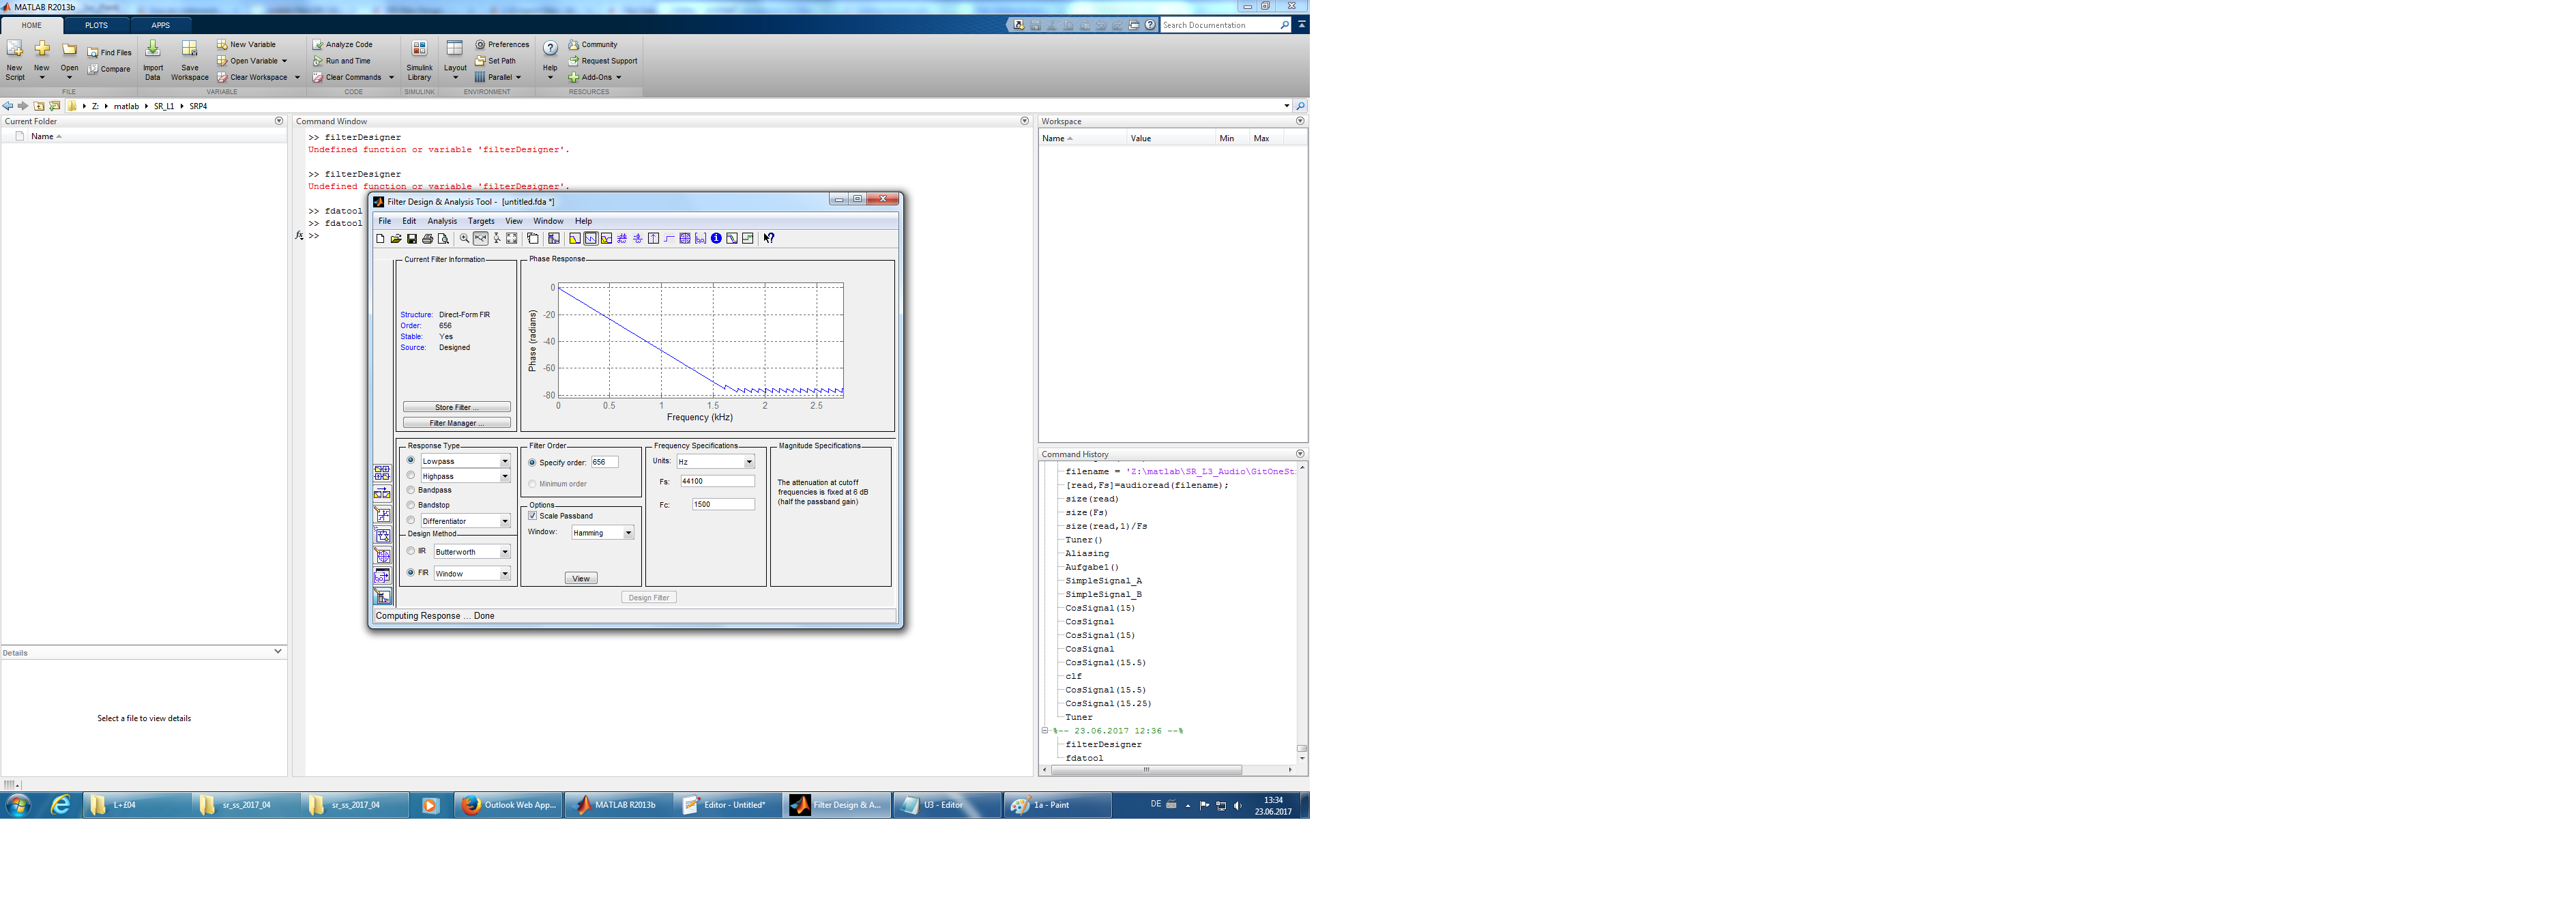 MATLAB R2013b
HOME PLOTS APPS
Search Documentation
New Script
New
Open
Find Files
Compare
Import Data
Save Workspace
New Variable
Open Variable
Clear Workspace
Analyze Code
Run and Time
Clear Commands
Simulink Library
Layout
Preferences
Set Path
Parallel
Help
Community
Request Support
Add-Ons
FILE VARIABLE CODE SIMULINK ENVIRONMENT RESOURCES
Z: matlab SR_L1 SRP4
Current Folder
Name
Details
Select a file to view details
Command Window
>> filterDesigner
Undefined function or variable 'filterDesigner'.
>> filterDesigner
Undefined function or variable 'filterDesigner'.
>> fdatool
>> fdatool
fx >>
Filter Design & Analysis Tool - [untitled.fda *]
File Edit Analysis Targets View Window Help
Current Filter Information
Structure: Direct-Form FIR
Order: 656
Stable: Yes
Source: Designed
Store Filter ...
Filter Manager ...
Phase Response
Phase (radians)
0
-20
-40
-60
-80
0 0.5 1 1.5 2 2.5
Frequency (kHz)
Response Type
Lowpass
Highpass
Bandpass
Bandstop
Differentiator
Design Method
IIR Butterworth
FIR Window
Filter Order
Specify order: 656
Minimum order
Options
Scale Passband
Window: Hamming
View
Frequency Specifications
Units: Hz
Fs: 44100
Fc: 1500
Magnitude Specifications
The attenuation at cutoff
frequencies is fixed at 6 dB
(half the passband gain)
Design Filter
Computing Response ... Done
Workspace
Name Value Min Max
Command History
filename = 'Z:\matlab\SR_L3_Audio\GitOneSt
[read,Fs]=audioread(filename);
size(read)
size(Fs)
size(read,1)/Fs
Tuner()
Aliasing
Aufgabe1()
SimpleSignal_A
SimpleSignal_B
CosSignal(15)
CosSignal
CosSignal(15)
CosSignal
CosSignal(15.5)
clf
CosSignal(15.5)
CosSignal(15.25)
Tuner
%-- 23.06.2017 12:36 --%
filterDesigner
fdatool
L+£04
sr_ss_2017_04
sr_ss_2017_04
Outlook Web App...
MATLAB R2013b
Editor - Untitled*
Filter Design & A...
U3 - Editor
1a - Paint
DE
13:34
23.06.2017